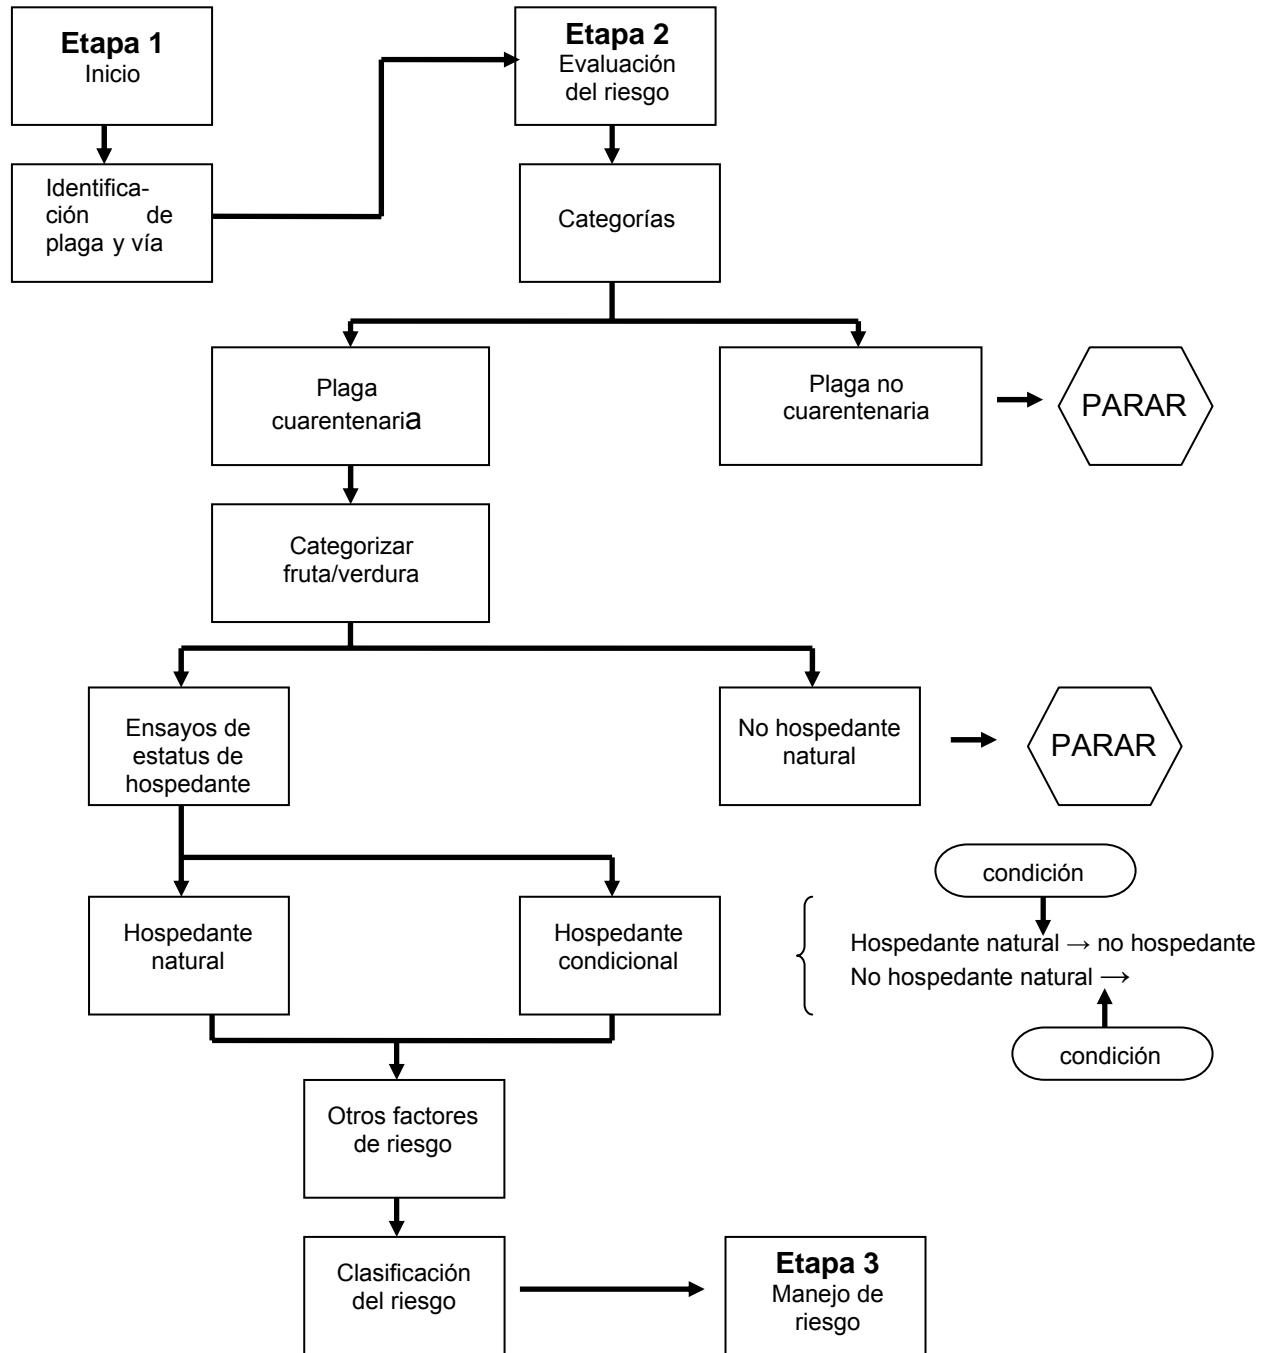 Etapa 1
Inicio
Etapa 2
Evaluación
del riesgo
Identifica-
ción de
plaga y vía
Categorías
Plaga
cuarentenaria
Plaga no
cuarentenaria
PARAR
Categorizar
fruta/verdura
Ensayos de
estatus de
hospedante
No hospedante
natural
PARAR
Hospedante
natural
Hospedante
condicional
condición
Hospedante natural → no hospedante
No hospedante natural →
condición
Otros factores
de riesgo
Clasificación
del riesgo
Etapa 3
Manejo de
riesgo